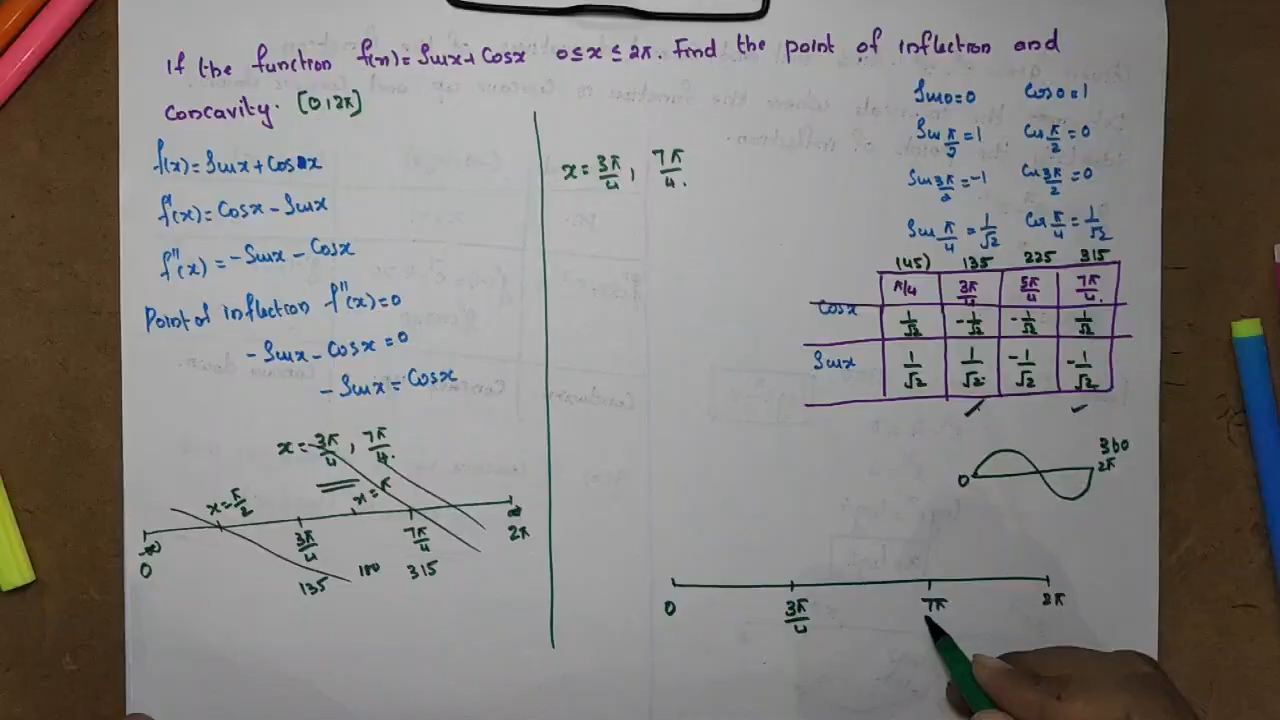 If the function f(x) = Sinx + Cosx 0 ≤ x ≤ 2π. Find the point of inflection and
concavity. [0,2π]
f(x) = Sinx + Cosx
f'(x) = Cosx - Sinx
f''(x) = -Sinx - Cosx
Point of inflection f''(x) = 0
-Sinx - Cosx = 0
-Sinx = Cosx
x = 3π/4, 7π/4.
x = π/2 x = π
3π/4 7π/4 2π
0
135 180 315
x = 3π/4, 7π/4.
Sin0 = 0 Cos0 = 1
Sin π/2 = 1 Cos π/2 = 0
Sin 3π/2 = -1 Cos 3π/2 = 0
Sin π/4 = 1/√2 Cos π/4 = 1/√2
(45) 135 225 315
π/4 3π/4 5π/4 7π/4.
Cosx 1/√2 -1/√2 -1/√2 1/√2
Sinx 1/√2 1/√2 -1/√2 -1/√2
360
0 2π
0 3π/4 7π 2π